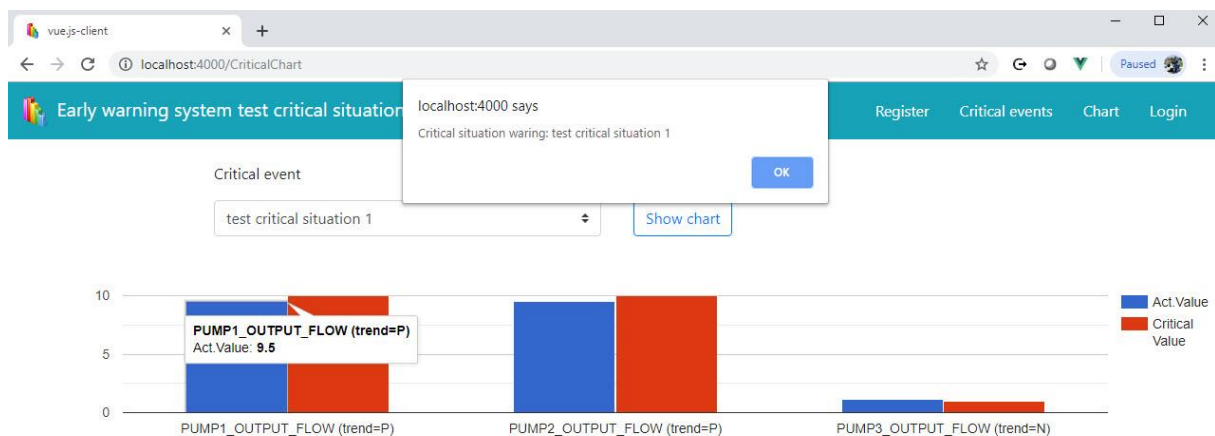 vue.js-client
localhost:4000/CriticalChart
Paused
Early warning system test critical situation
localhost:4000 says
Critical situation waring: test critical situation 1
OK
Register Critical events Chart Login
Critical event
test critical situation 1
Show chart
10
5
0
PUMP1_OUTPUT_FLOW (trend=P)
Act.Value: 9.5
Act.Value
Critical
Value
PUMP1_OUTPUT_FLOW (trend=P) PUMP2_OUTPUT_FLOW (trend=P) PUMP3_OUTPUT_FLOW (trend=N)